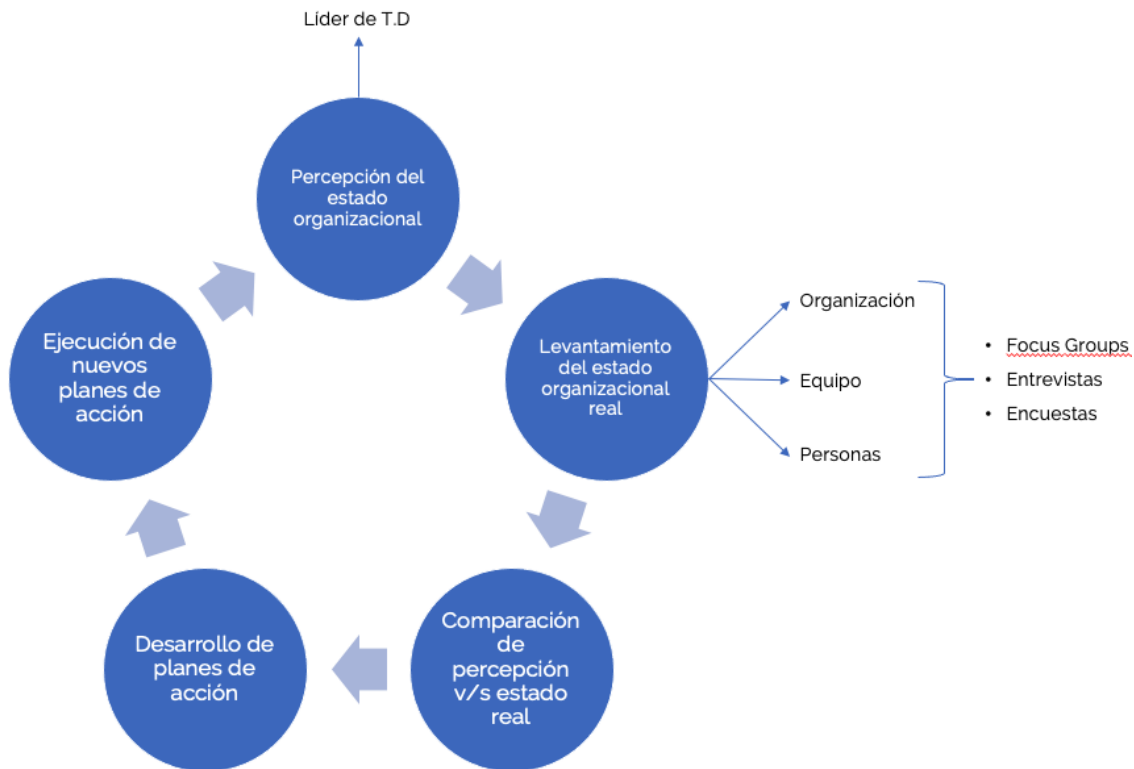 Líder de T.D
Percepción del
estado
organizacional
Levantamiento
del estado
organizacional
real
Organización
Equipo
Personas
• Focus Groups
• Entrevistas
• Encuestas
Comparación
de
percepción
v/s estado
real
Desarrollo de
planes de
acción
Ejecución de
nuevos
planes de
acción